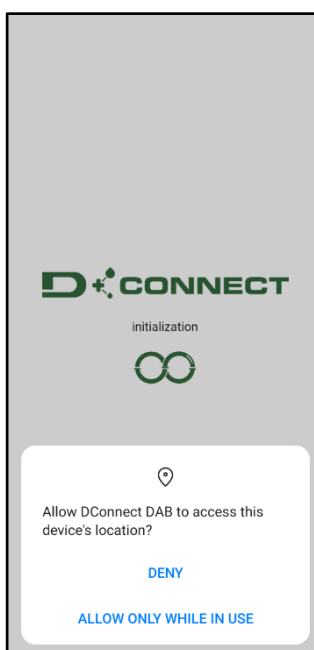 D+CONNECT
initialization
Allow DConnect DAB to access this
device's location?
DENY
ALLOW ONLY WHILE IN USE